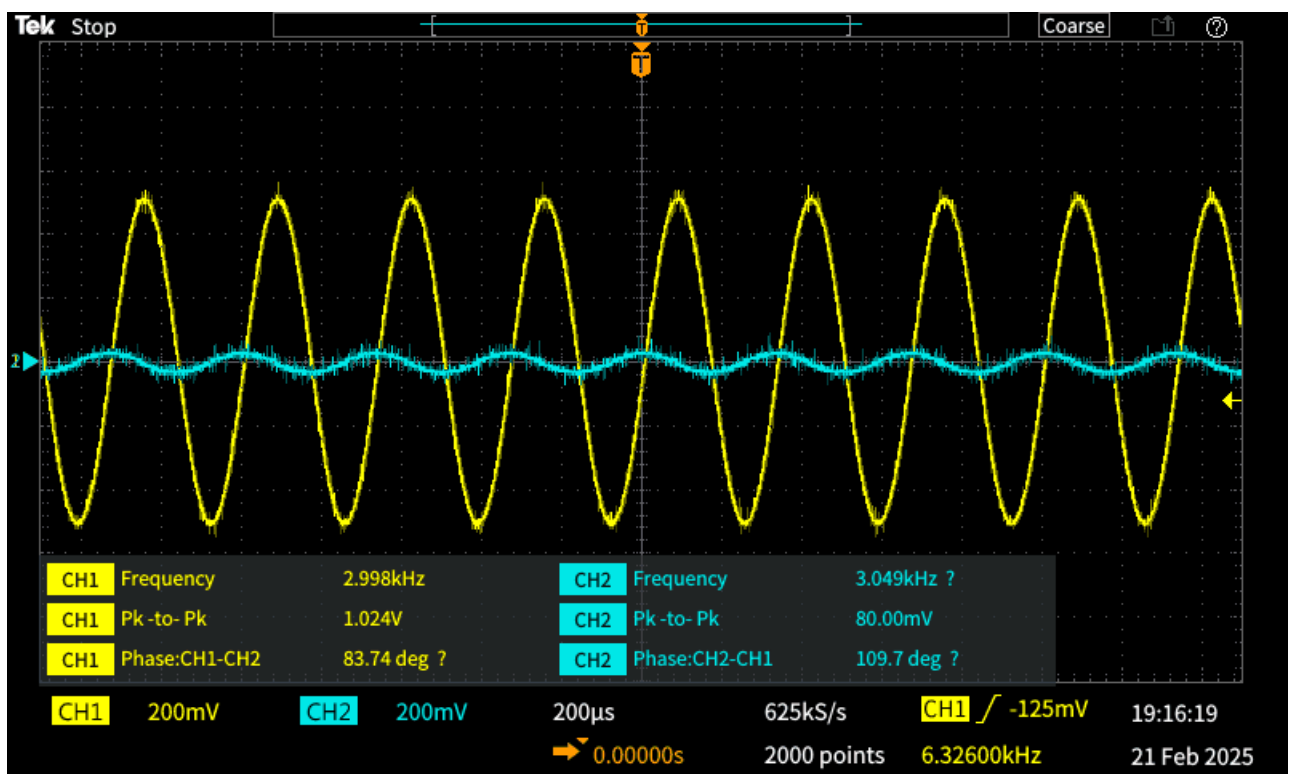 Tek Stop Coarse ?
T
T
2
CH1 Frequency 2.998kHz CH2 Frequency 3.049kHz ?
CH1 Pk -to- Pk 1.024V CH2 Pk -to- Pk 80.00mV
CH1 Phase:CH1-CH2 83.74 deg ? CH2 Phase:CH2-CH1 109.7 deg ?
CH1 200mV CH2 200mV 200μs 625kS/s CH1 -125mV 19:16:19
0.00000s 2000 points 6.32600kHz 21 Feb 2025